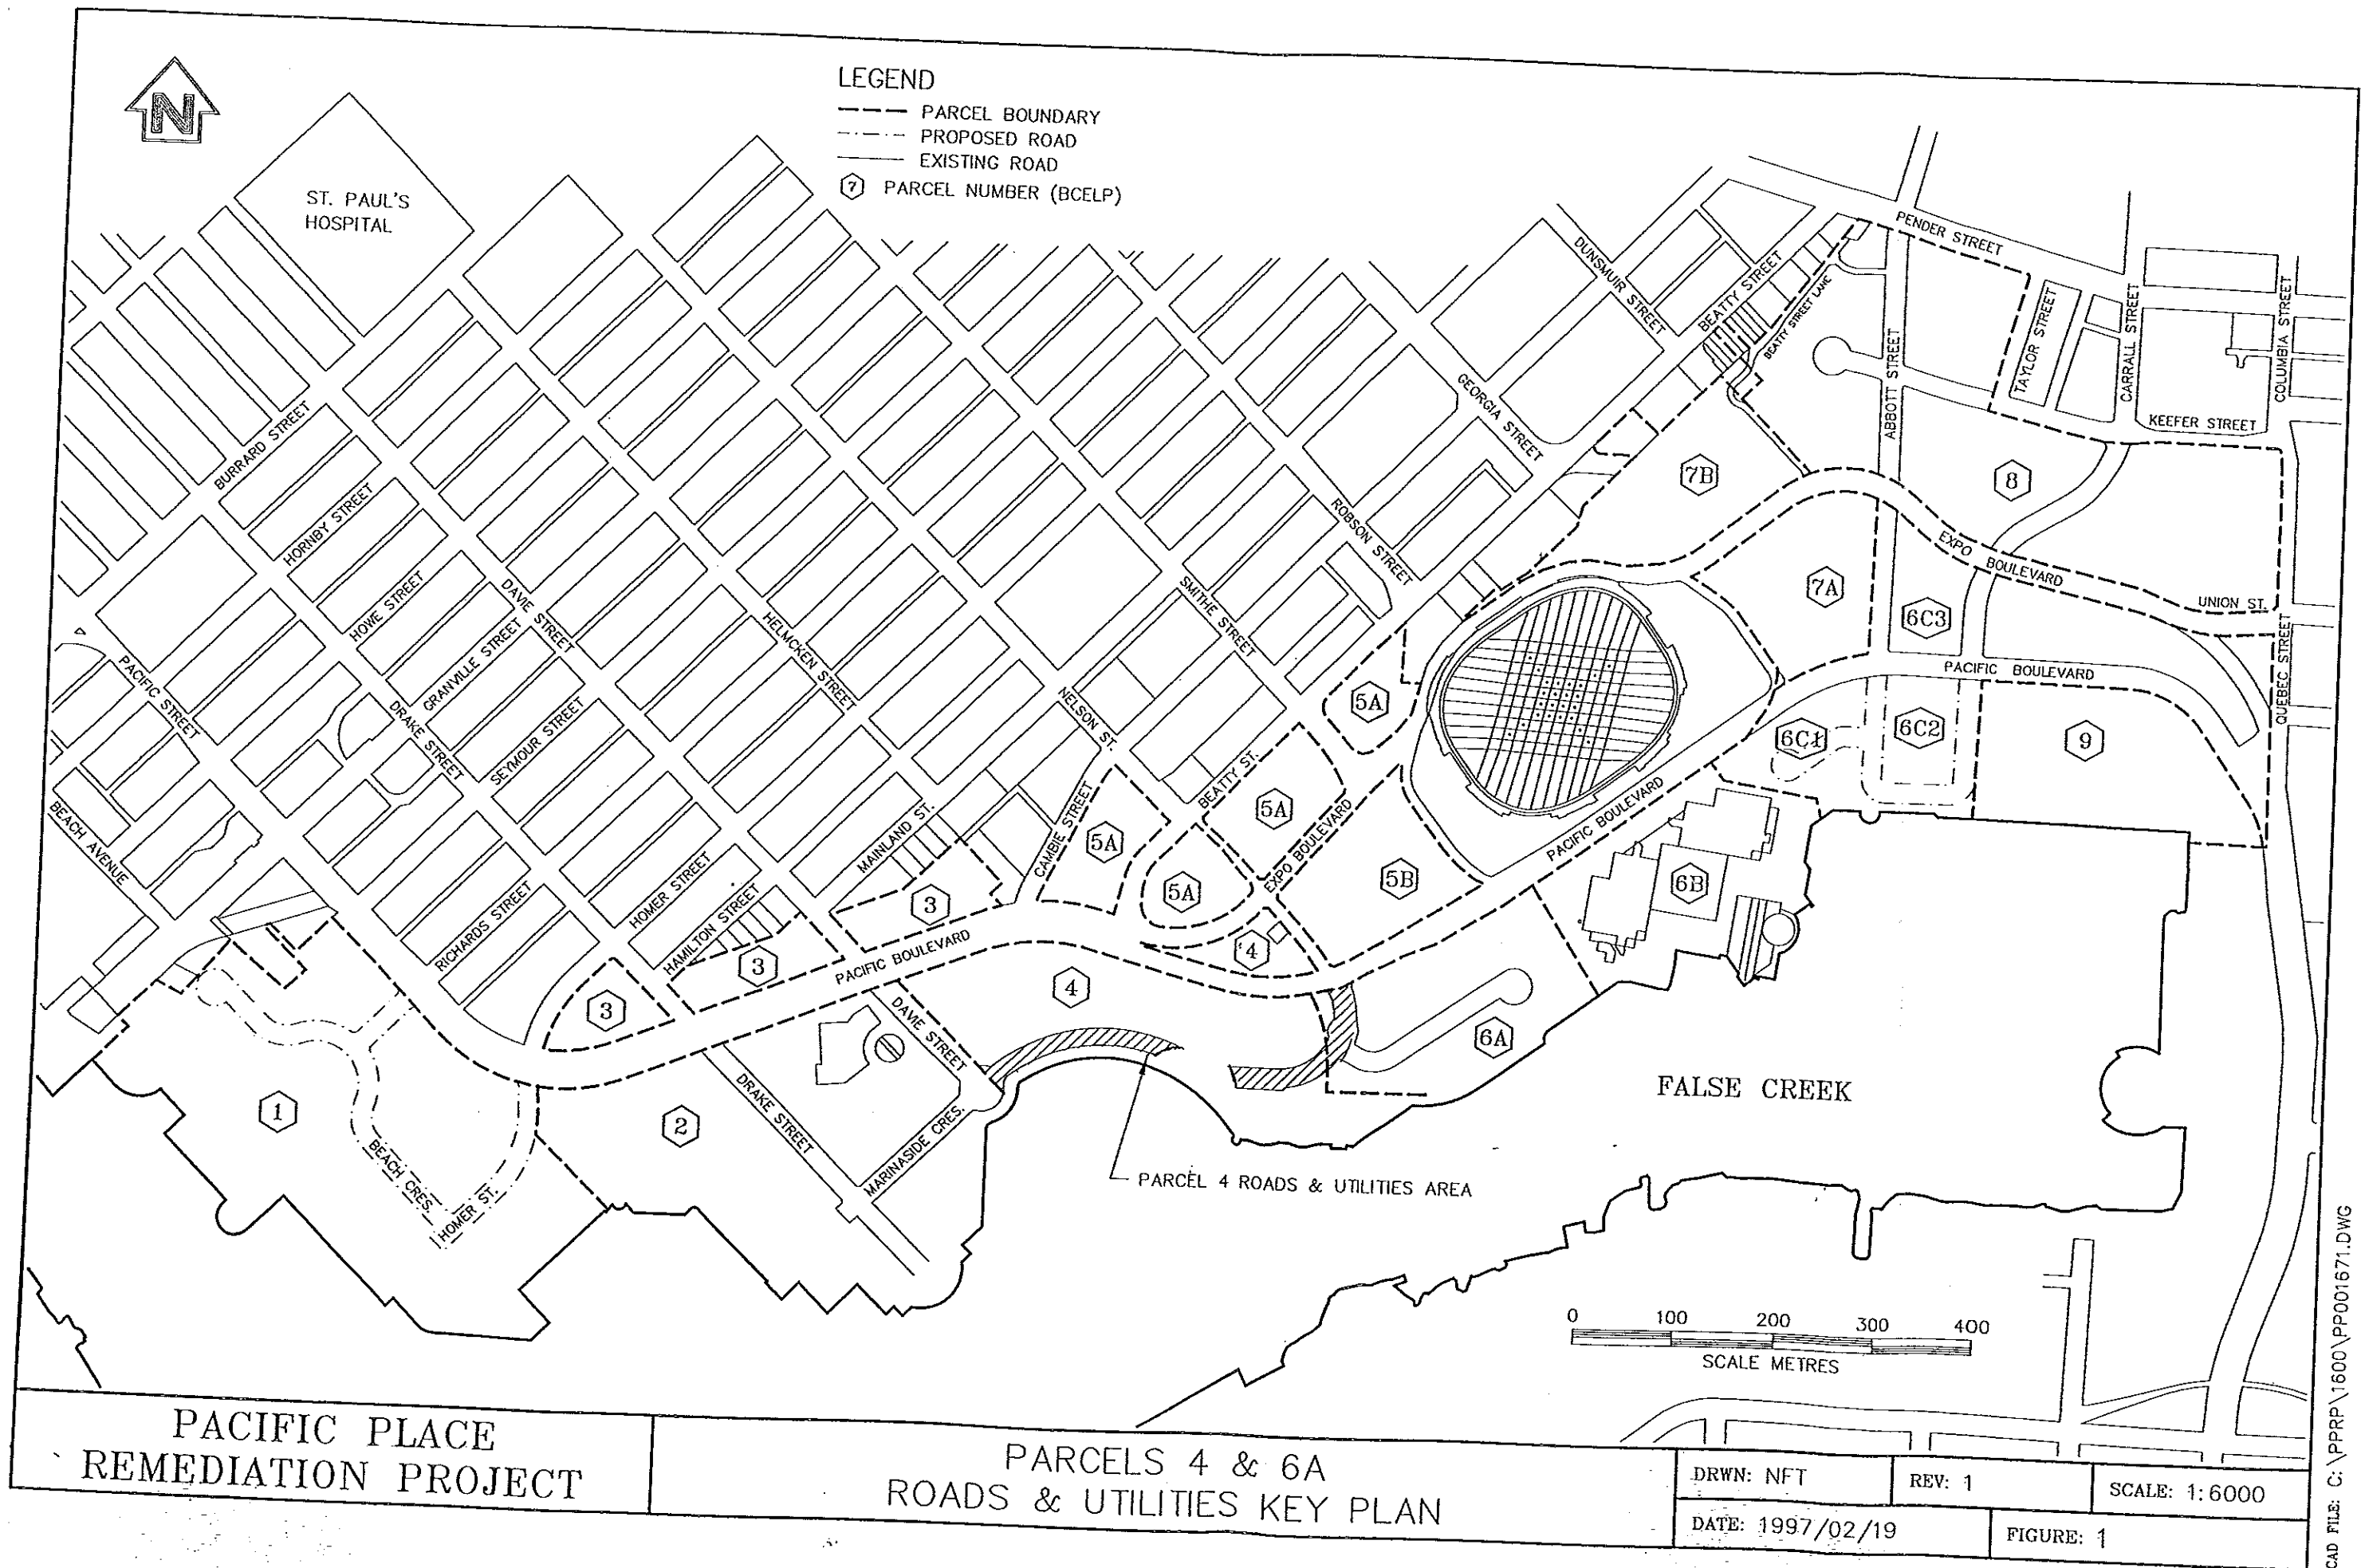 N
LEGEND
PARCEL BOUNDARY
PROPOSED ROAD
EXISTING ROAD
7 PARCEL NUMBER (BCELP)
ST. PAUL'S
HOSPITAL
PENDER STREET
DUNSMUIR STREET
BEATTY STREET
BEATTY STREET LANE
ABBOTT STREET
TAYLOR STREET
CARRALL STREET
COLUMBIA STREET
KEEFER STREET
GEORGIA STREET
BURRARD STREET
HORNBY STREET
HOWE STREET
GRANVILLE STREET
DAVIE STREET
SEYMOUR STREET
DRAKE STREET
PACIFIC STREET
BEACH AVENUE
HELMCKEN STREET
SMITHE STREET
ROBSON STREET
NELSON ST.
BEATTY ST.
MAINLAND ST.
CAMBIE STREET
EXPO BOULEVARD
HOMER STREET
HAMILTON STREET
RICHARDS STREET
7B
8
EXPO BOULEVARD
7A
6C3
UNION ST.
QUEBEC STREET
PACIFIC BOULEVARD
5A
6C1
6C2
9
5A
5A
5A
5B
PACIFIC BOULEVARD
6B
3
3
3
PACIFIC BOULEVARD
4
4
6A
DAVIE STREET
DRAKE STREET
MARINASIDE CRES.
1
2
BEACH CRES.
HOMER ST.
FALSE CREEK
PARCEL 4 ROADS & UTILITIES AREA
0 100 200 300 400
SCALE METRES
PACIFIC PLACE
REMEDIATION PROJECT
PARCELS 4 & 6A
ROADS & UTILITIES KEY PLAN
DRWN: NFT
REV: 1
SCALE: 1:6000
DATE: 1997/02/19
FIGURE: 1
CAD FILE: C:\PPRP\1600\PP001671.DWG